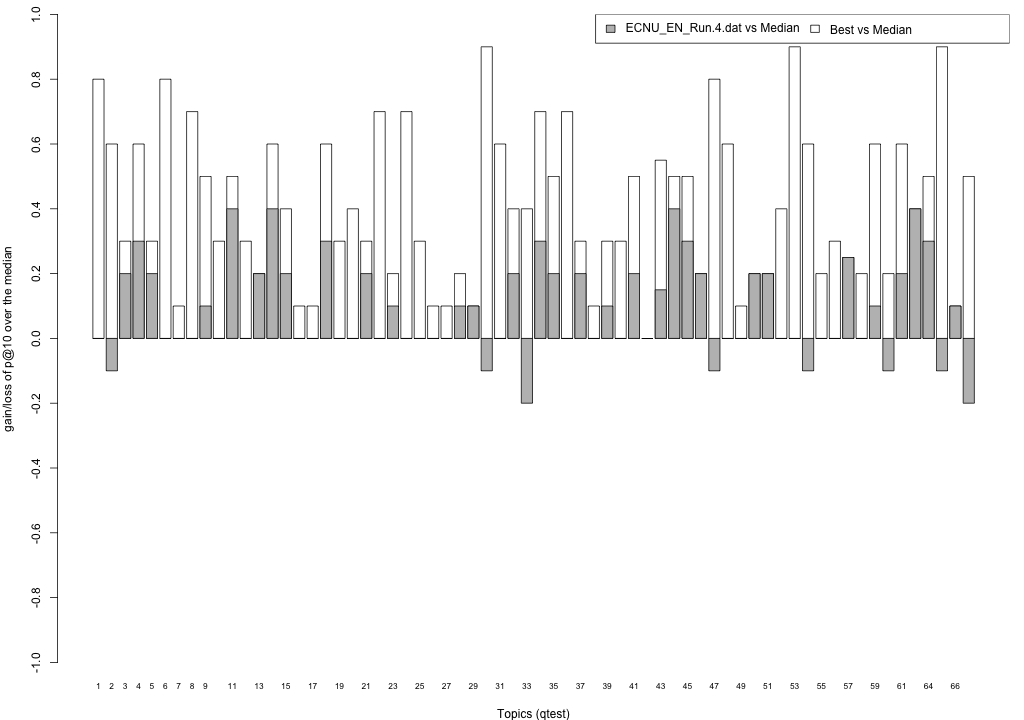 ECNU_EN_Run.4.dat vs Median
Best vs Median
gain/loss of p@10 over the median
1.0
0.8
0.6
0.4
0.2
0.0
-0.2
-0.4
-0.6
-0.8
-1.0
1 2 3 4 5 6 7 8 9 11 13 15 17 19 21 23 25 27 29 31 33 35 37 39 41 43 45 47 49 51 53 55 57 59 61 64 66
Topics (qtest)